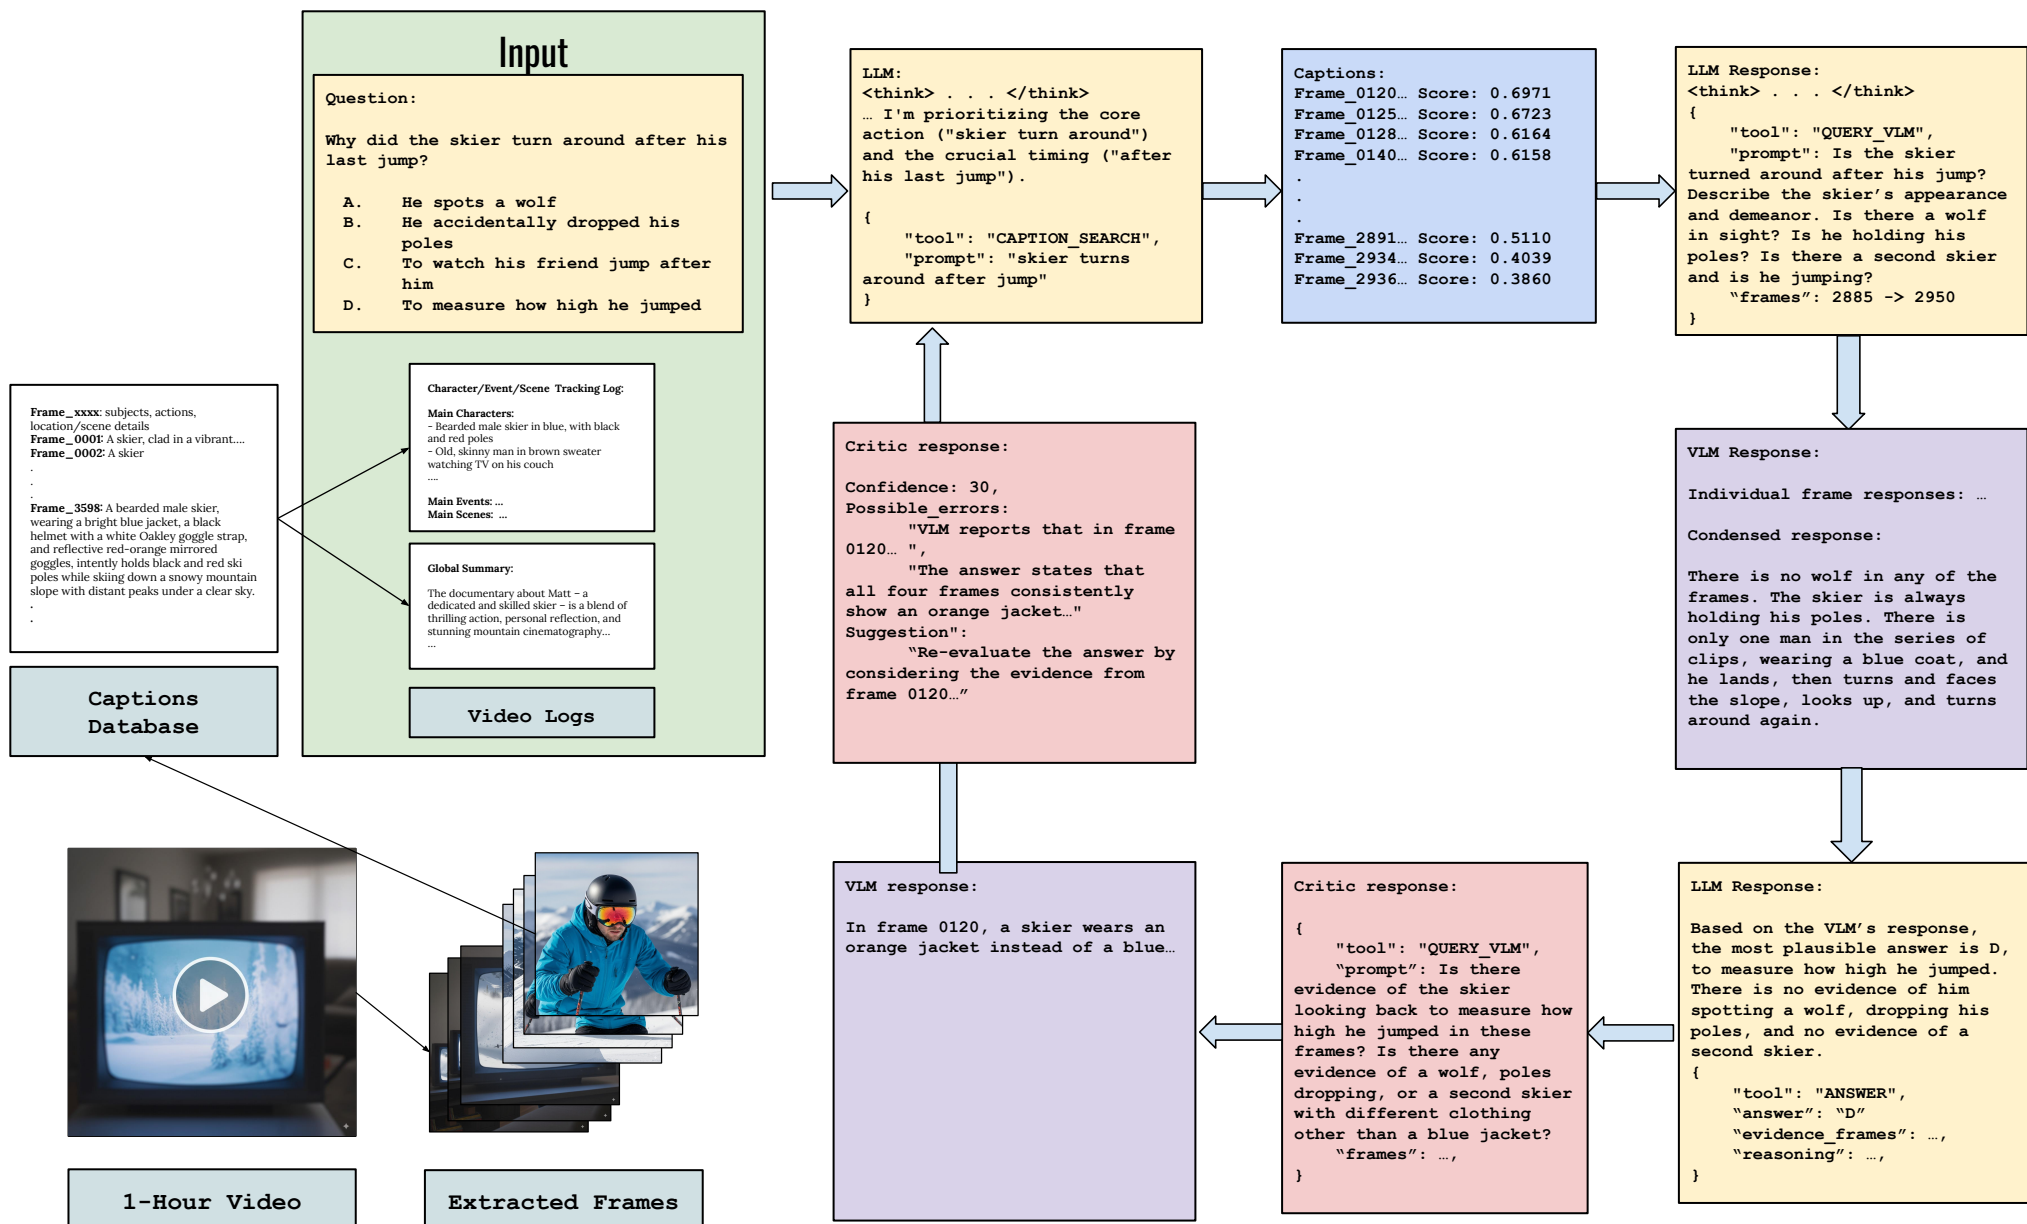 Input
Question:
Why did the skier turn around after his
last jump?
A. He spots a wolf
B. He accidentally dropped his
poles
C. To watch his friend jump after
him
D. To measure how high he jumped
Character/Event/Scene Tracking Log:
Main Characters:
- Bearded male skier in blue, with black
and red poles
- Old, skinny man in brown sweater
watching TV on his couch
....
Main Events: ...
Main Scenes: ...
Global Summary:
The documentary about Matt – a
dedicated and skilled skier – is a blend of
thrilling action, personal reflection, and
stunning mountain cinematography...
...
Video Logs
Frame_xxxx: subjects, actions,
location/scene details
Frame_0001: A skier, clad in a vibrant....
Frame_0002: A skier
.
.
.
Frame_3598: A bearded male skier,
wearing a bright blue jacket, a black
helmet with a white Oakley goggle strap,
and reflective red-orange mirrored
goggles, intently holds black and red ski
poles while skiing down a snowy mountain
slope with distant peaks under a clear sky.
.
.
Captions
Database
1-Hour Video
Extracted Frames
LLM:
<think> . . . </think>
… I'm prioritizing the core
action ("skier turn around")
and the crucial timing ("after
his last jump").
{
"tool": "CAPTION_SEARCH",
"prompt": "skier turns
around after jump"
}
Captions:
Frame_0120… Score: 0.6971
Frame_0125… Score: 0.6723
Frame_0128… Score: 0.6164
Frame_0140… Score: 0.6158
.
.
.
Frame_2891… Score: 0.5110
Frame_2934… Score: 0.4039
Frame_2936… Score: 0.3860
LLM Response:
<think> . . . </think>
{
"tool": "QUERY_VLM",
"prompt": Is the skier
turned around after his jump?
Describe the skier’s appearance
and demeanor. Is there a wolf
in sight? Is he holding his
poles? Is there a second skier
and is he jumping?
“frames”: 2885 -> 2950
}
VLM Response:
Individual frame responses: …
Condensed response:
There is no wolf in any of the
frames. The skier is always
holding his poles. There is
only one man in the series of
clips, wearing a blue coat, and
he lands, then turns and faces
the slope, looks up, and turns
around again.
LLM Response:
Based on the VLM’s response,
the most plausible answer is D,
to measure how high he jumped.
There is no evidence of him
spotting a wolf, dropping his
poles, and no evidence of a
second skier.
{
"tool": "ANSWER",
“answer”: “D”
“evidence_frames”: …,
“reasoning”: …,
}
Critic response:
{
"tool": "QUERY_VLM",
“prompt”: Is there
evidence of the skier
looking back to measure how
high he jumped in these
frames? Is there any
evidence of a wolf, poles
dropping, or a second skier
with different clothing
other than a blue jacket?
“frames”: …,
}
VLM response:
In frame 0120, a skier wears an
orange jacket instead of a blue…
Critic response:
Confidence: 30,
Possible_errors:
"VLM reports that in frame
0120… ",
"The answer states that
all four frames consistently
show an orange jacket…"
Suggestion":
“Re-evaluate the answer by
considering the evidence from
frame 0120…”